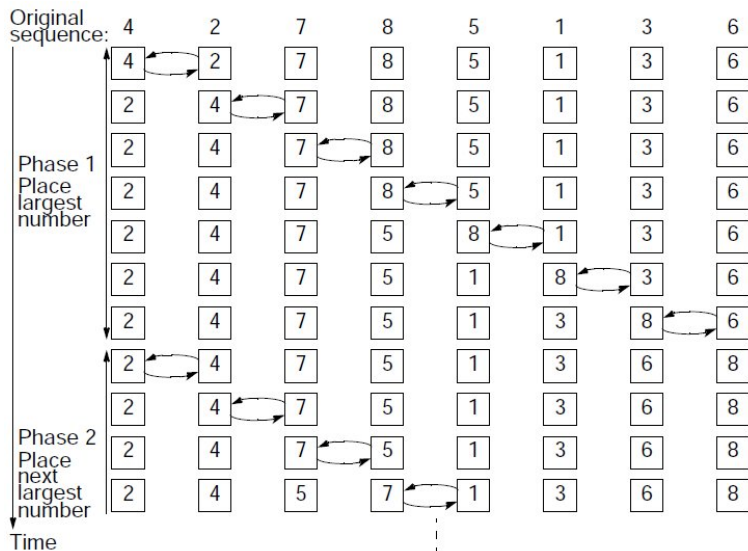 Original
sequence: 4 2 7 8 5 1 3 6
4 2 7 8 5 1 3 6
2 4 7 8 5 1 3 6
2 4 7 8 5 1 3 6
Phase 1
Place
largest
number
2 4 7 8 5 1 3 6
2 4 7 5 8 1 3 6
2 4 7 5 1 8 3 6
2 4 7 5 1 3 8 6
2 4 7 5 1 3 6 8
2 4 7 5 1 3 6 8
Phase 2
Place
next
largest
number
2 4 7 5 1 3 6 8
2 4 5 7 1 3 6 8
Time